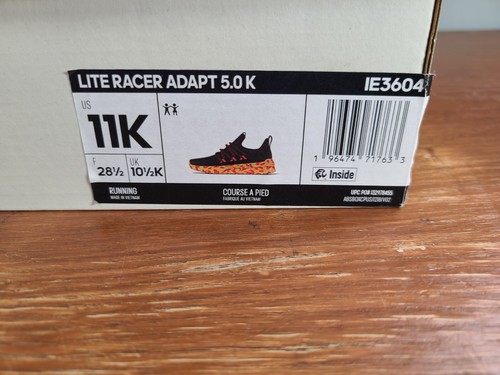 LITE RACER ADAPT 5.0 K IE3604
US
11K
F
28½
UK
10½K
1 96474 71763 3
Inside
RUNNING
MADE IN VIETNAM
COURSE A PIED
FABRIQUE AU VIETNAM